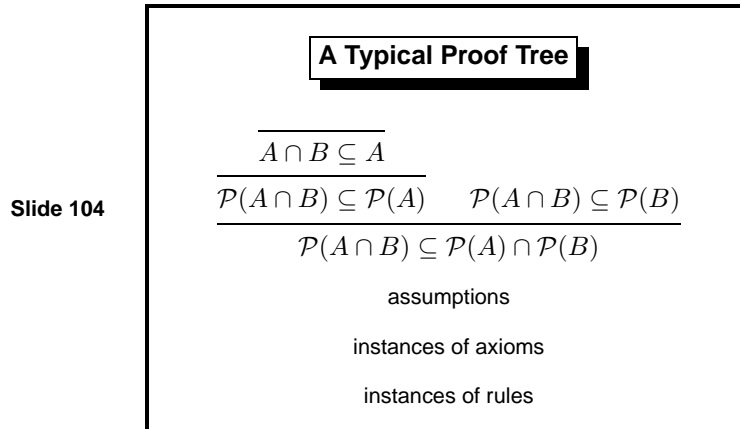 A Typical Proof Tree
A ∩ B ⊆ A
𝒫(A ∩ B) ⊆ 𝒫(A) 𝒫(A ∩ B) ⊆ 𝒫(B)
Slide 104
𝒫(A ∩ B) ⊆ 𝒫(A) ∩ 𝒫(B)
assumptions
instances of axioms
instances of rules